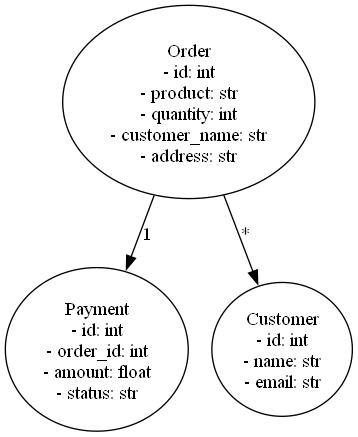 Order
- id: int
- product: str
- quantity: int
- customer_name: str
- address: str
1
*
Payment
- id: int
- order_id: int
- amount: float
- status: str
Customer
- id: int
- name: str
- email: str